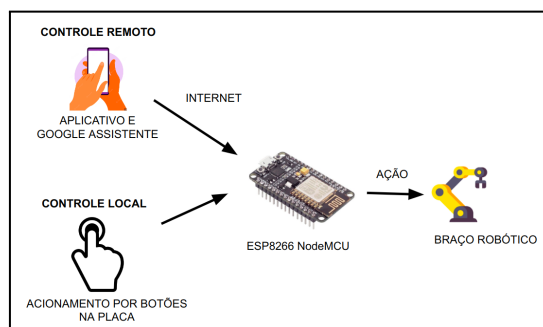 CONTROLE REMOTO
INTERNET
APLICATIVO E
GOOGLE ASSISTENTE
AÇÃO
CONTROLE LOCAL
ESP8266 NodeMCU
BRAÇO ROBÓTICO
ACIONAMENTO POR BOTÕES
NA PLACA